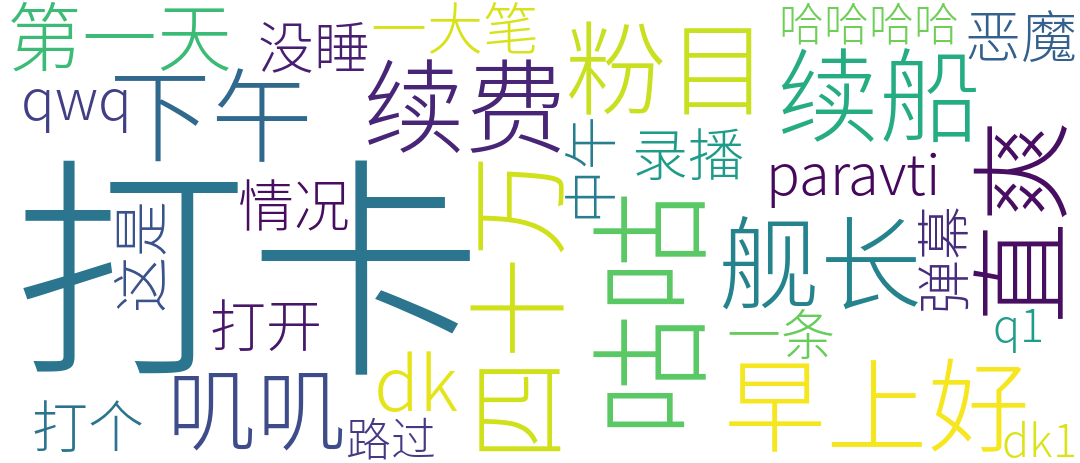 第一天
没睡
一大笔
粉目
哈哈哈哈
恶魔
qwq
下午
续费
续船
中午
录播
paravti
直爽
打卡
这是
情况
四十万
咕咕
舰长
弹幕
打开
一条
q1
叽叽
dk
早上好
打个
路过
dk1